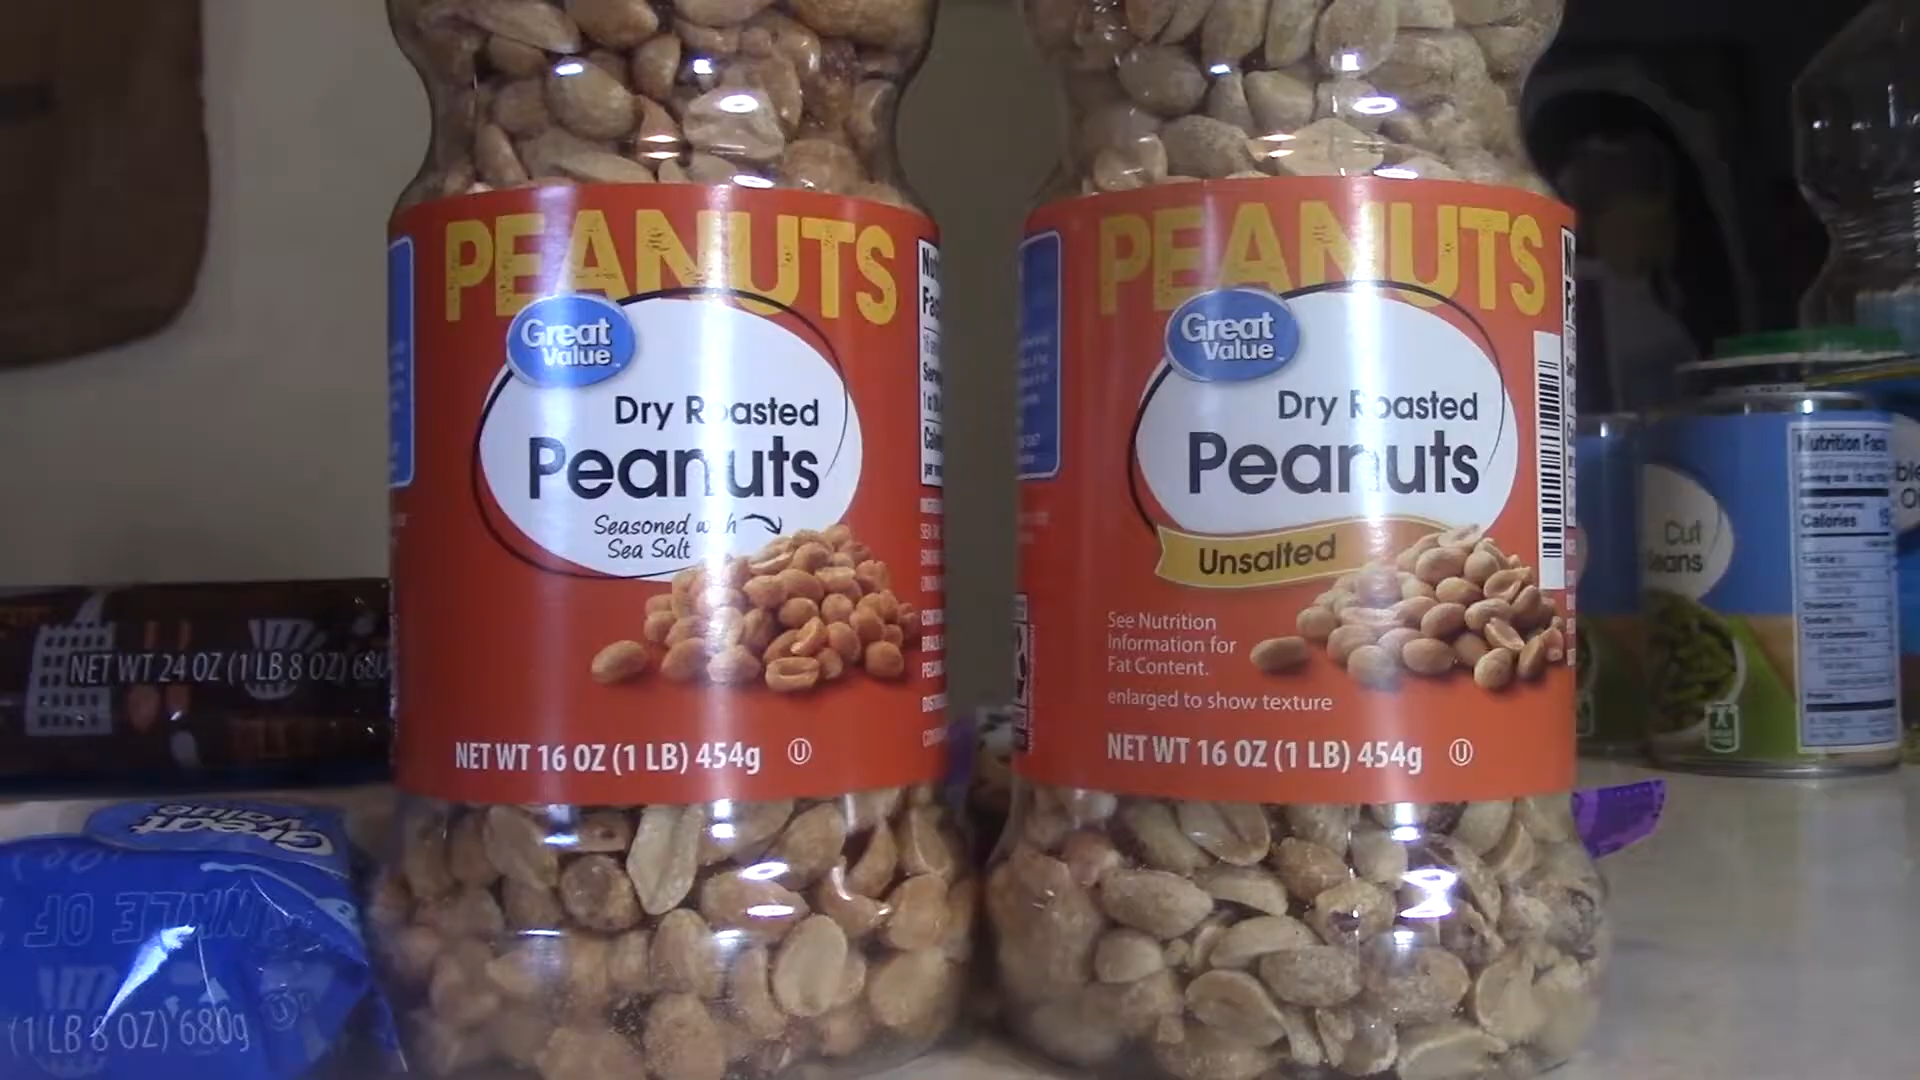 PEANUTS
Great
Value
Dry Roasted
Peanuts
Seasoned with
Sea Salt
NET WT 16 OZ (1 LB) 454g
U
PEANUTS
Great
Value
Dry Roasted
Peanuts
Unsalted
See Nutrition
Information for
Fat Content.
enlarged to show texture
NET WT 16 OZ (1 LB) 454g
U
NET WT 24 OZ (1 LB 8 OZ)
Great
Value
OF
(1 LB 8 OZ) 680g
Cut
Nutrition Facts
Calories